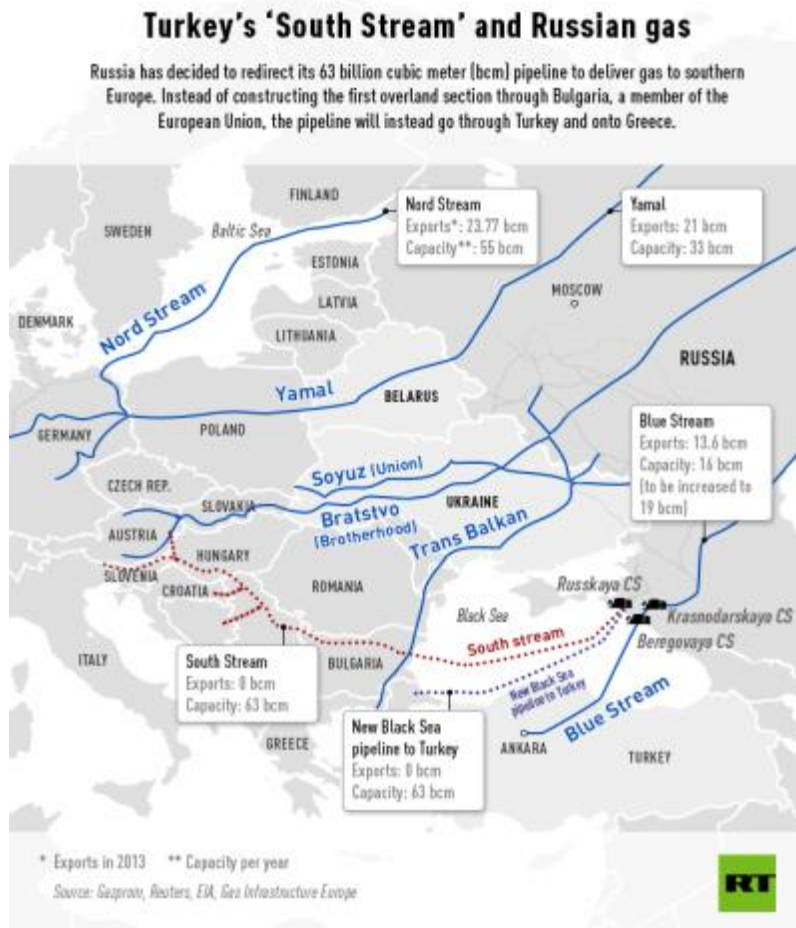 Turkey's 'South Stream' and Russian gas
Russia has decided to redirect its 63 billion cubic meter (bcm) pipeline to deliver gas to southern
Europe. Instead of constructing the first overland section through Bulgaria, a member of the
European Union, the pipeline will instead go through Turkey and onto Greece.
FINLAND
Nord Stream
Exports*: 23.77 bcm
Capacity**: 55 bcm
Yamal
Exports: 21 bcm
Capacity: 33 bcm
SWEDEN
Baltic Sea
ESTONIA
MOSCOW
LATVIA
DENMARK
Nord Stream
LITHUANIA
RUSSIA
Yamal
BELARUS
GERMANY
POLAND
Blue Stream
Exports: 13.6 bcm
Capacity: 16 bcm
(to be increased to
19 bcm)
CZECH REP.
Soyuz (Union)
SLOVAKIA
Bratstvo
(Brotherhood)
UKRAINE
Trans Balkan
AUSTRIA
HUNGARY
SLOVENIA
CROATIA
ROMANIA
Russkaya CS
Black Sea
Krasnodarskaya CS
Beregovaya CS
South stream
ITALY
South Stream
Exports: 0 bcm
Capacity: 63 bcm
BULGARIA
New Black Sea
pipeline to Turkey
Blue Stream
GREECE
New Black Sea
pipeline to Turkey
Exports: 0 bcm
Capacity: 63 bcm
ANKARA
TURKEY
* Exports in 2013 ** Capacity per year
Source: Gazprom, Reuters, EIA, Gas Infrastructure Europe
RT